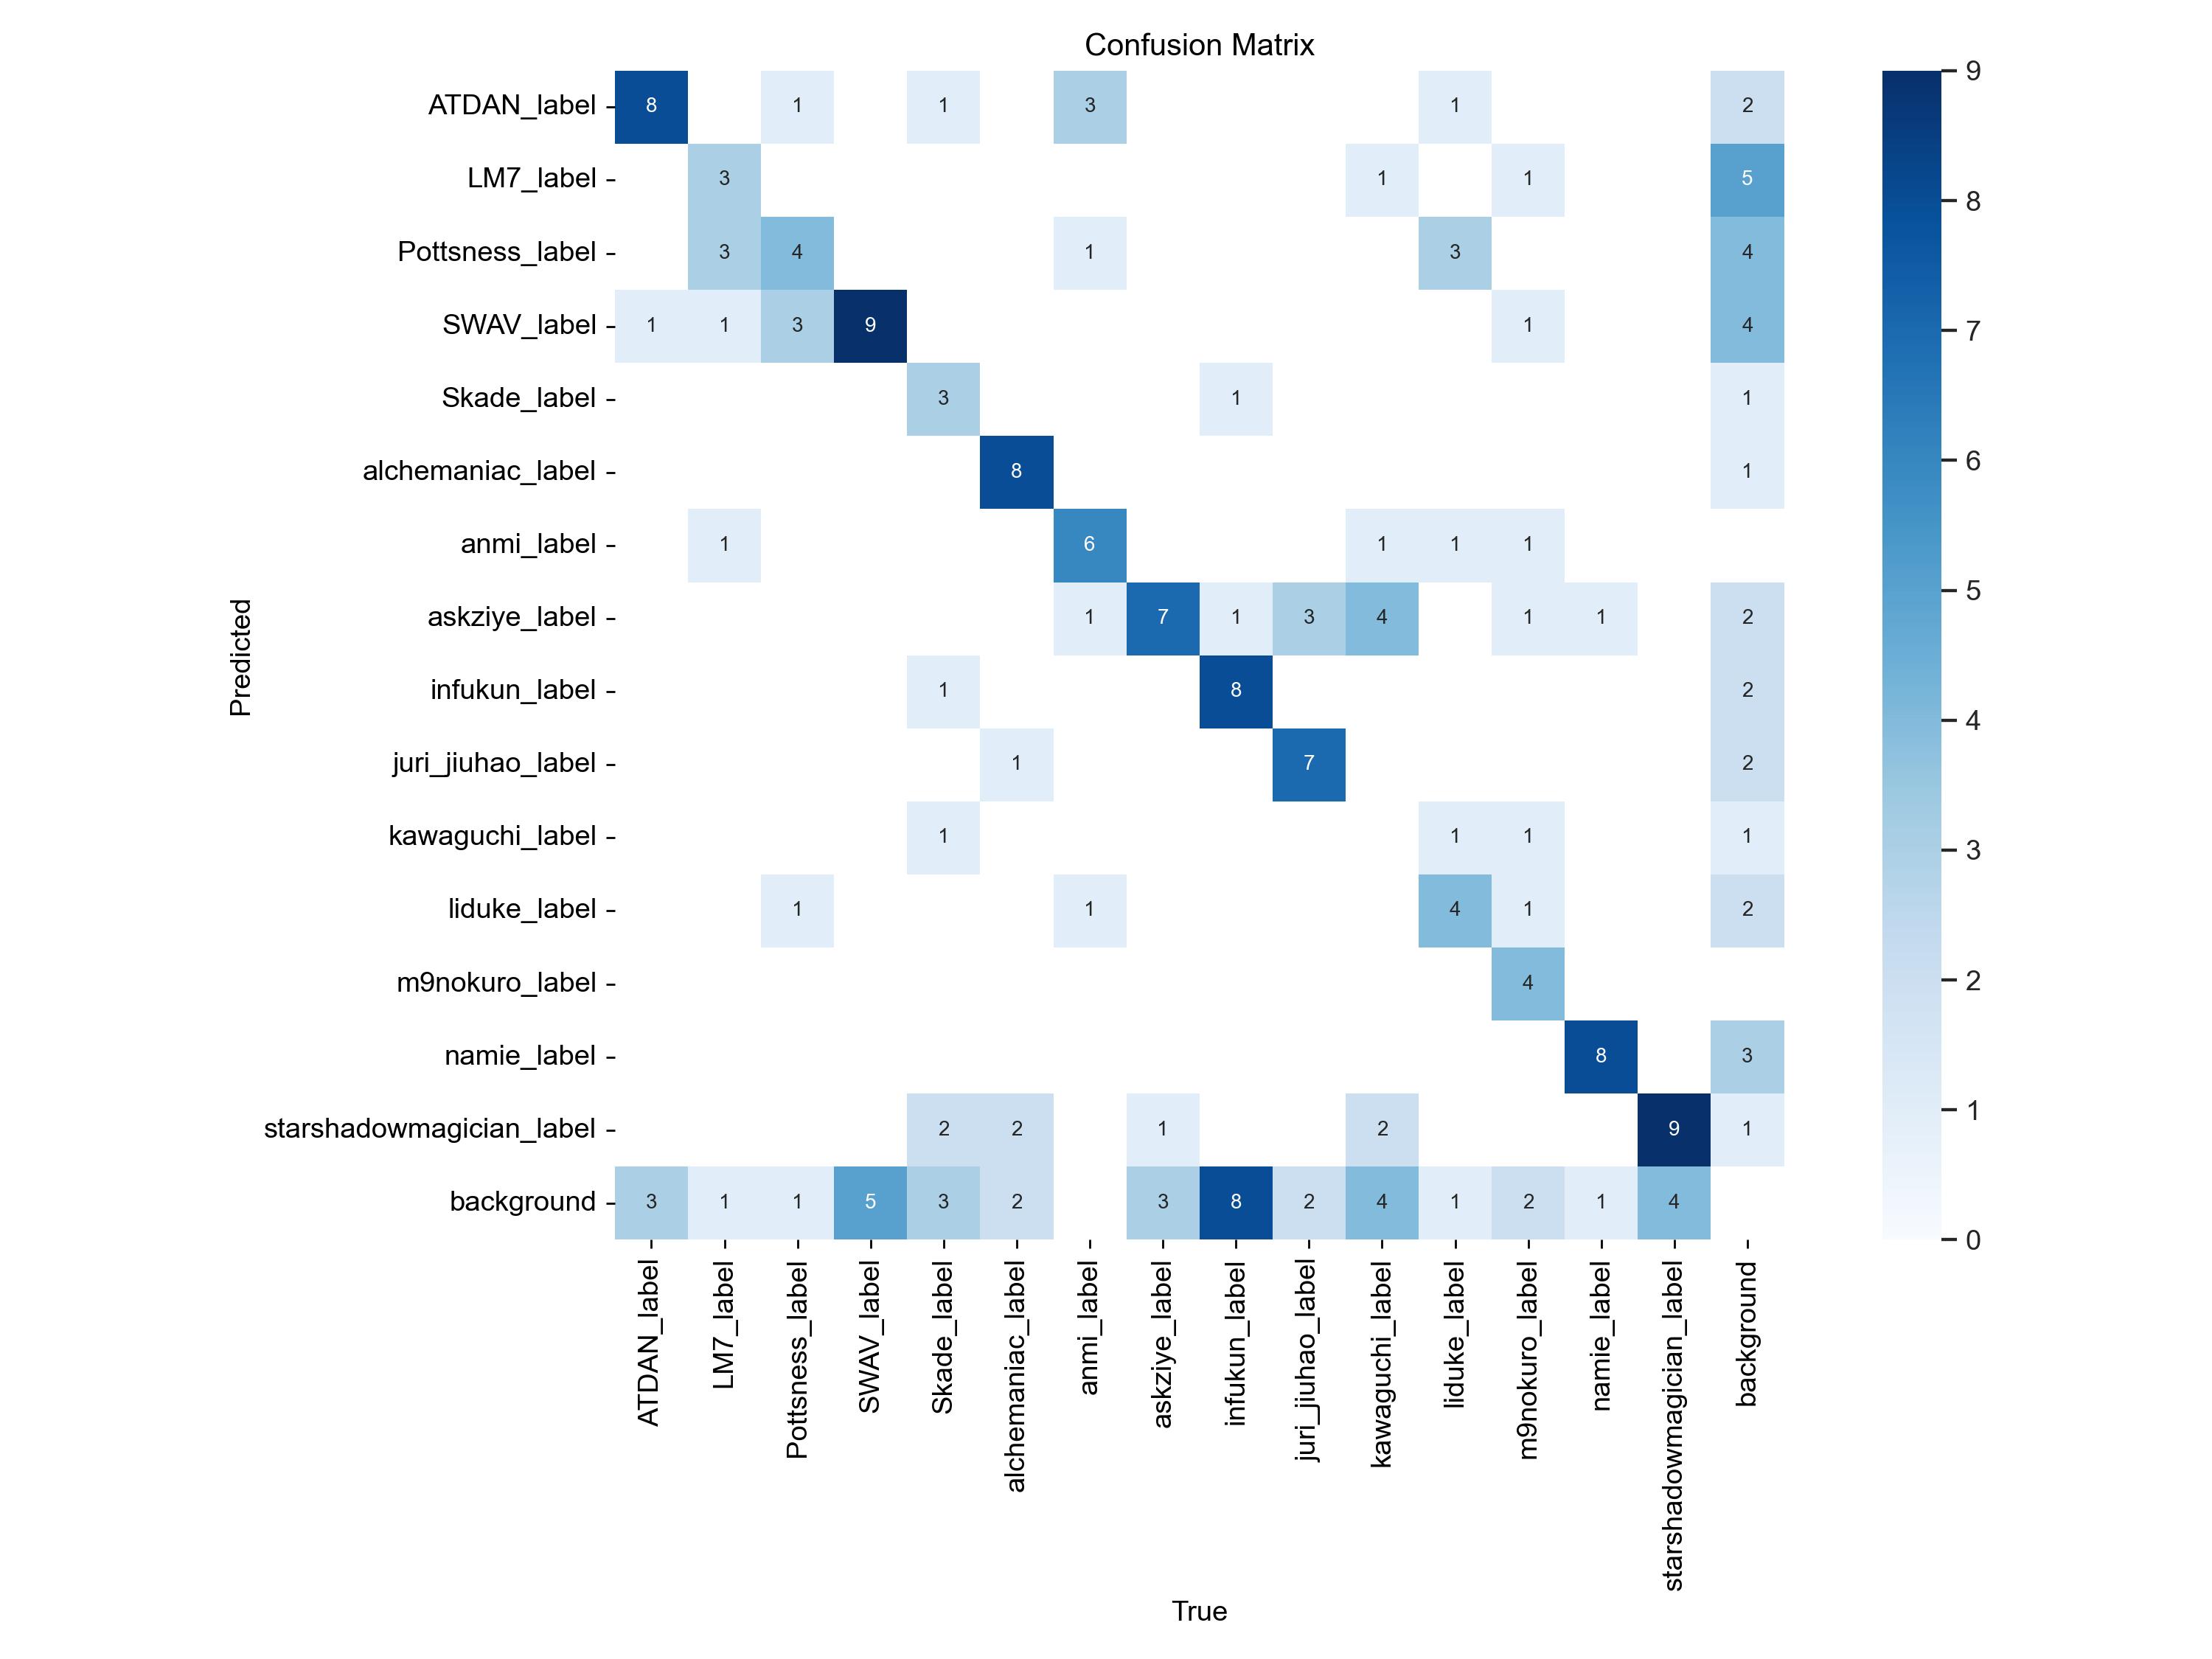 Confusion Matrix
ATDAN_label 8 1 1 3 1 2
LM7_label 3 1 1 5
Pottsness_label 3 4 1 3 4
SWAV_label 1 1 3 9 1 4
Skade_label 3 1 1
alchemaniac_label 8 1
anmi_label 1 6 1 1 1
askziye_label 1 7 1 3 4 1 1 2
infukun_label 1 8 2
juri_jiuhao_label 1 7 2
kawaguchi_label 1 1 1 1
liduke_label 1 1 4 1 2
m9nokuro_label 4
namie_label 8 3
starshadowmagician_label 2 2 1 2 9 1
background 3 1 1 5 3 2 3 8 2 4 1 2 1 4
Predicted
ATDAN_label
LM7_label
Pottsness_label
SWAV_label
Skade_label
alchemaniac_label
anmi_label
askziye_label
infukun_label
juri_jiuhao_label
kawaguchi_label
liduke_label
m9nokuro_label
namie_label
starshadowmagician_label
background
True
9
8
7
6
5
4
3
2
1
0